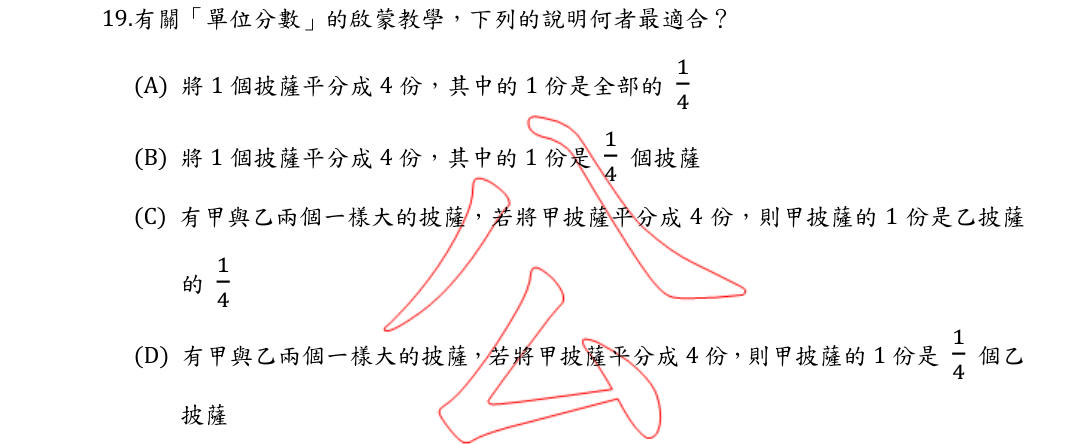 19.有關「單位分數」的啟蒙教學，下列的說明何者最適合？
(A) 將 1 個披薩平分成 4 份，其中的 1 份是全部的 1/4
(B) 將 1 個披薩平分成 4 份，其中的 1 份是 1/4 個披薩
(C) 有甲與乙兩個一樣大的披薩，若將甲披薩平分成 4 份，則甲披薩的 1 份是乙披薩
的 1/4
(D) 有甲與乙兩個一樣大的披薩，若將甲披薩平分成 4 份，則甲披薩的 1 份是 1/4 個乙
披薩
公